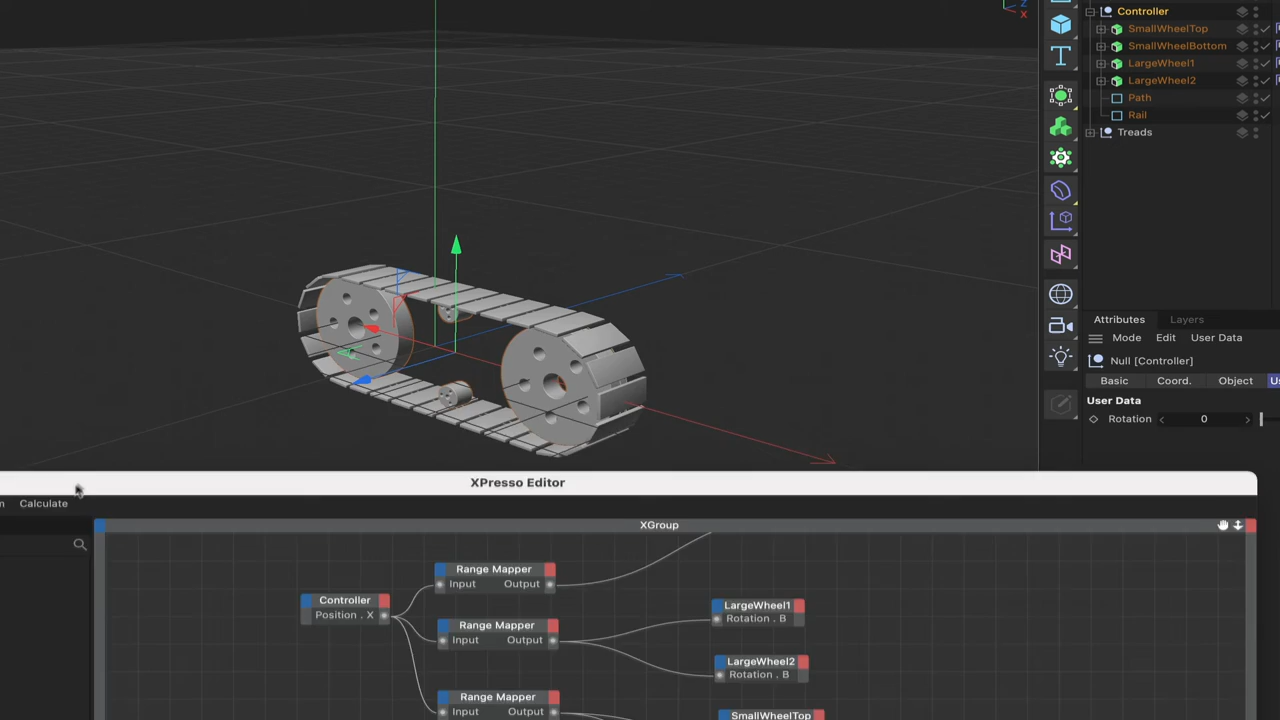 Z
X
Controller
SmallWheelTop
SmallWheelBottom
LargeWheel1
LargeWheel2
Path
Rail
Treads
Attributes Layers
Mode Edit User Data
Null [Controller]
Basic Coord. Object Us
User Data
Rotation 0
XPresso Editor
n Calculate
XGroup
Range Mapper
Input Output
Controller
Position . X
LargeWheel1
Rotation . B
Range Mapper
Input Output
LargeWheel2
Rotation . B
Range Mapper
Input Output
SmallWheelTop